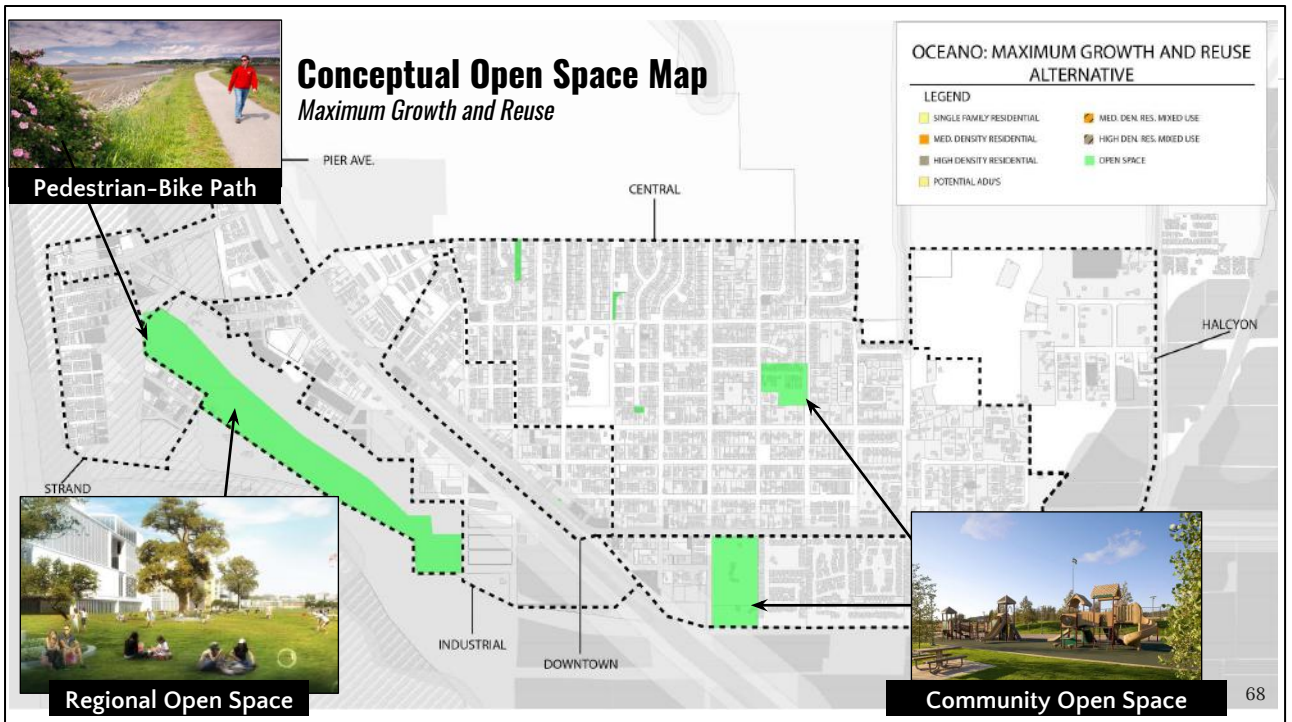 Conceptual Open Space Map
Maximum Growth and Reuse
OCEANO: MAXIMUM GROWTH AND REUSE
ALTERNATIVE
LEGEND
SINGLE FAMILY RESIDENTIAL
MED. DENSITY RESIDENTIAL
HIGH DENSITY RESIDENTIAL
POTENTIAL ADU'S
MED. DEN. RES. MIXED USE
HIGH DEN. RES. MIXED USE
OPEN SPACE
PIER AVE.
Pedestrian-Bike Path
CENTRAL
HALCYON
STRAND
INDUSTRIAL
DOWNTOWN
Regional Open Space
Community Open Space
68